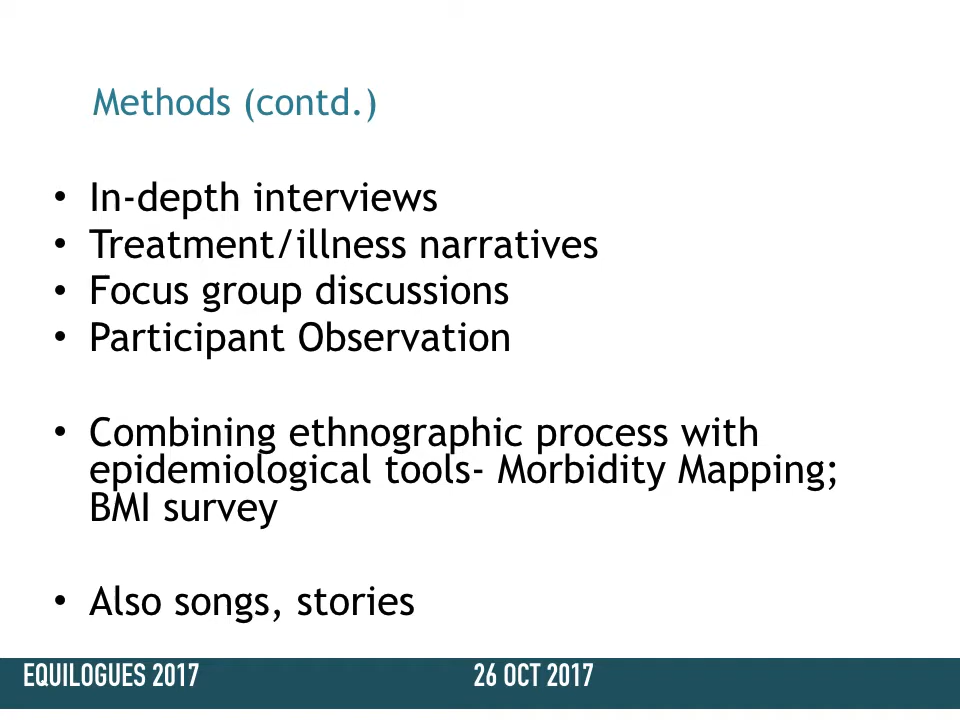 Methods (contd.)
• In-depth interviews
• Treatment/illness narratives
• Focus group discussions
• Participant Observation
• Combining ethnographic process with
epidemiological tools- Morbidity Mapping;
BMI survey
• Also songs, stories
EQUILOGUES 2017 26 OCT 2017